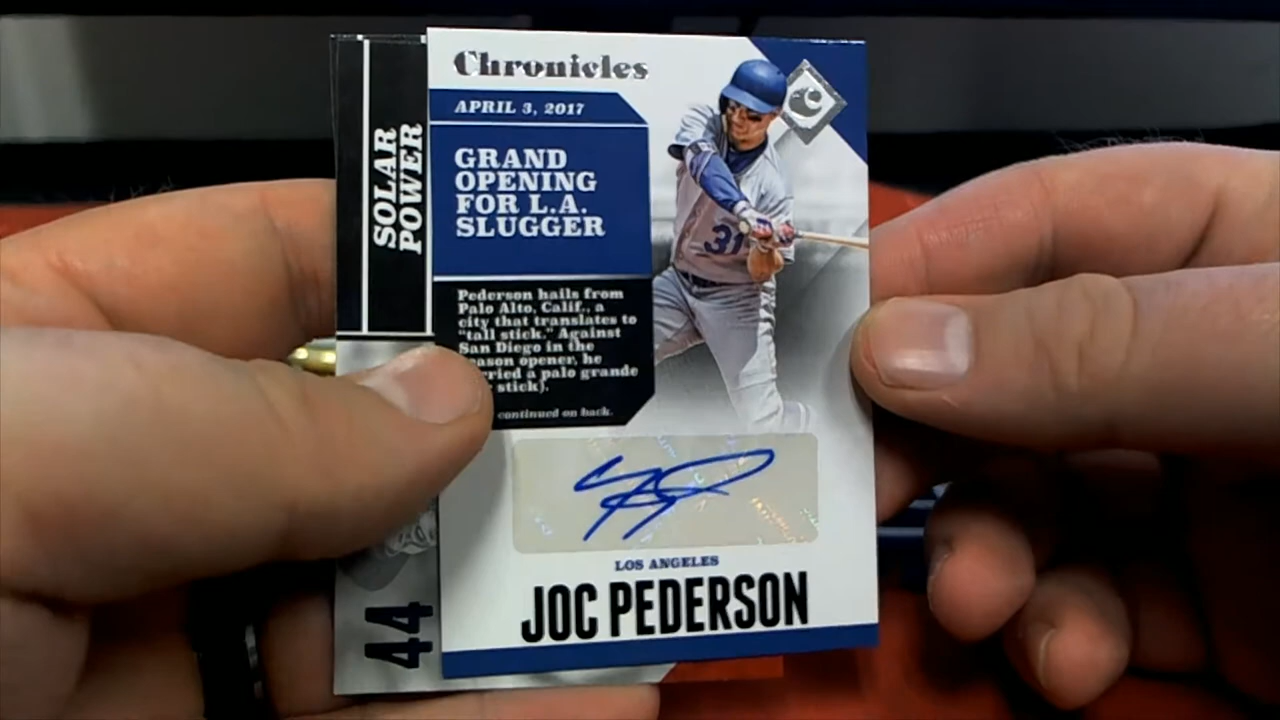 Chronicles
APRIL 3, 2017
GRAND
OPENING
FOR L.A.
SLUGGER
Pederson hails from
Palo Alto, Calif., a
city that translates to
"tall stick." Against
San Diego in the
eason opener, he
rried a palo grande
stick).
continued on back.
31
LOS ANGELES
JOC PEDERSON
SOLAR
POWER
44